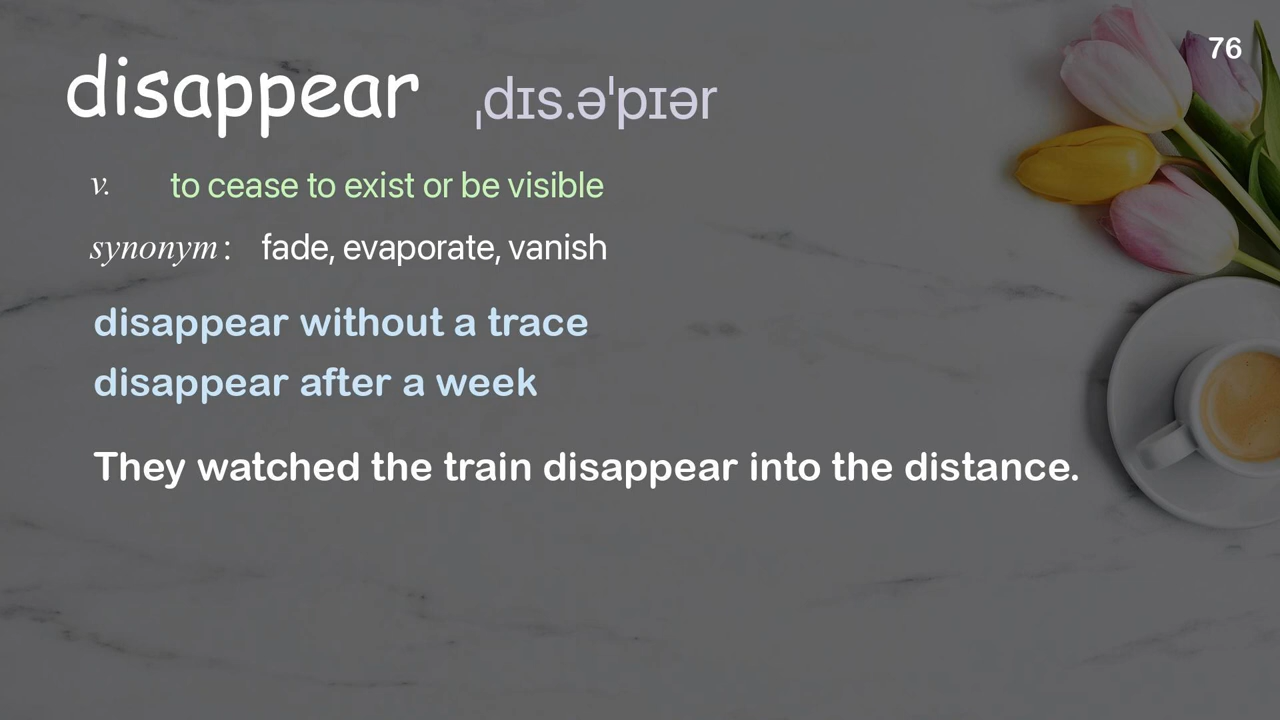 76
disappear ˌdɪs.əˈpɪər
v. to cease to exist or be visible
synonym: fade, evaporate, vanish
disappear without a trace
disappear after a week
They watched the train disappear into the distance.